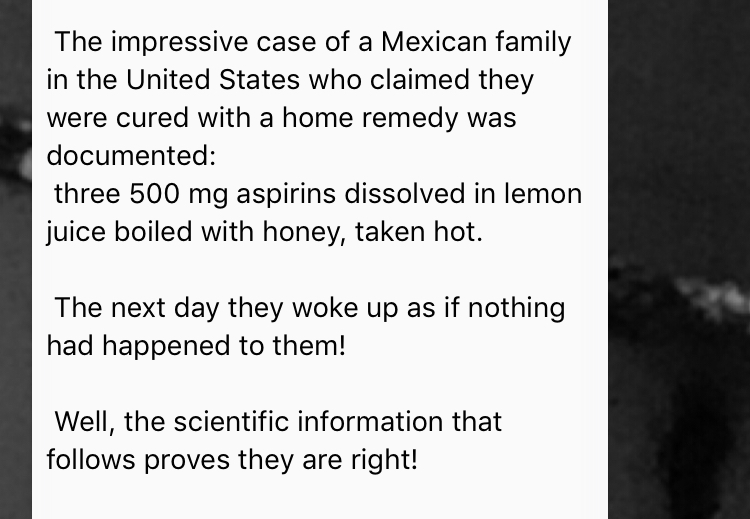 The impressive case of a Mexican family
in the United States who claimed they
were cured with a home remedy was
documented:
three 500 mg aspirins dissolved in lemon
juice boiled with honey, taken hot.
The next day they woke up as if nothing
had happened to them!
Well, the scientific information that
follows proves they are right!